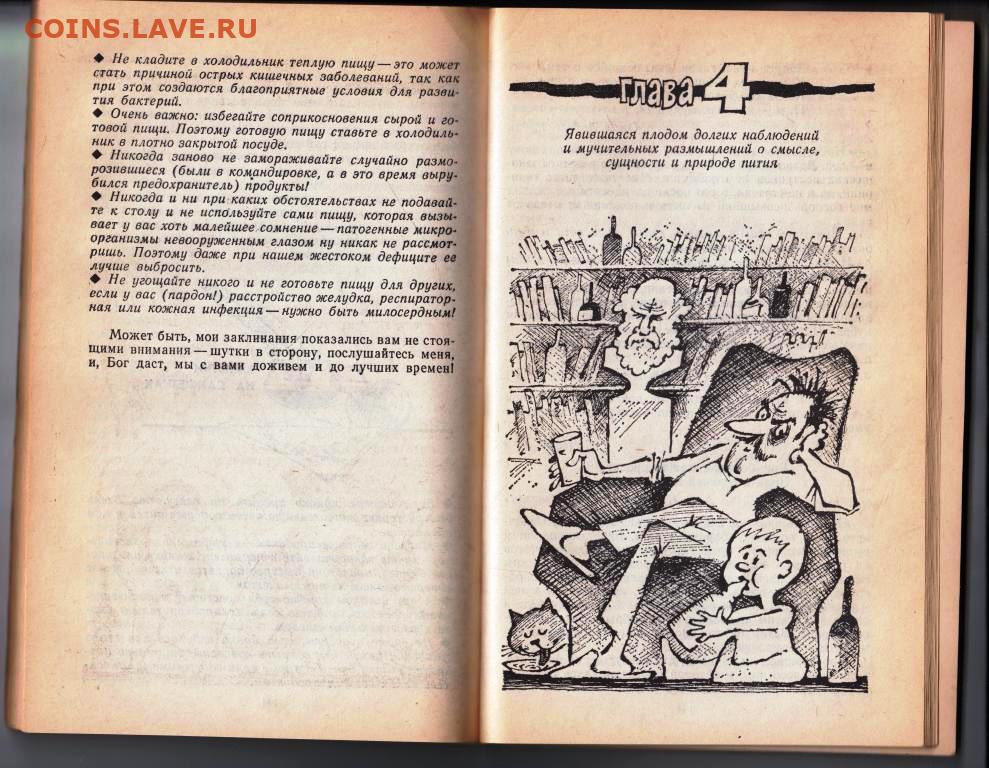 COINS.LAVE.RU
◆ Не кладите в холодильник теплую пищу — это может
стать причиной острых кишечных заболеваний, так как
при этом создаются благоприятные условия для разви-
тия бактерий.
◆ Очень важно: избегайте соприкосновения сырой и го-
товой пищи. Поэтому готовую пищу ставьте в холодиль-
ник в плотно закрытой посуде.
◆ Никогда заново не замораживайте случайно размо-
розившиеся (были в командировке, а в это время выру-
бился предохранитель) продукты!
◆ Никогда и ни при каких обстоятельствах не подавай-
те к столу и не используйте сами пищу, которая вызы-
вает у вас хоть малейшее сомнение — патогенные микро-
организмы невооруженным глазом ну никак не рассмот-
ришь. Поэтому даже при нашем жестоком дефиците ее
лучше выбросить.
◆ Не угощайте никого и не готовьте пищу для других,
если у вас (пардон!) расстройство желудка, респиратор-
ная или кожная инфекция — нужно быть милосердным!
Может быть, мои заклинания показались вам не стоя-
щими внимания — шутки в сторону, послушайтесь меня,
и, Бог даст, мы с вами доживем и до лучших времен!
глава 4
Явившаяся плодом долгих наблюдений
и мучительных размышлений о смысле,
сущности и природе пития